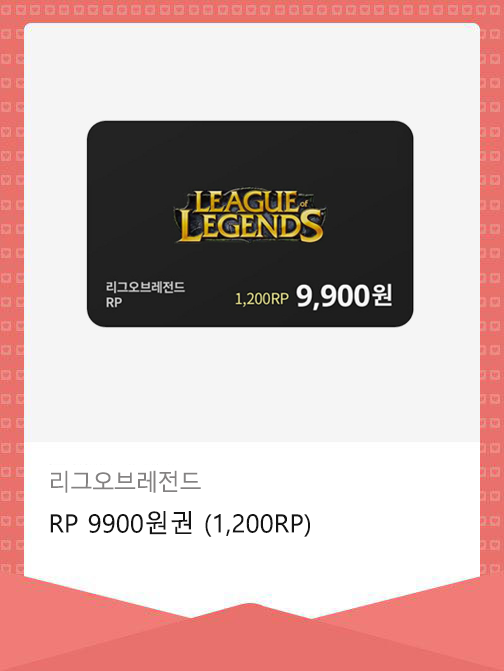 LEAGUE of
LEGENDS
리그오브레전드
RP
1,200RP 9,900원
리그오브레전드
RP 9900원권 (1,200RP)